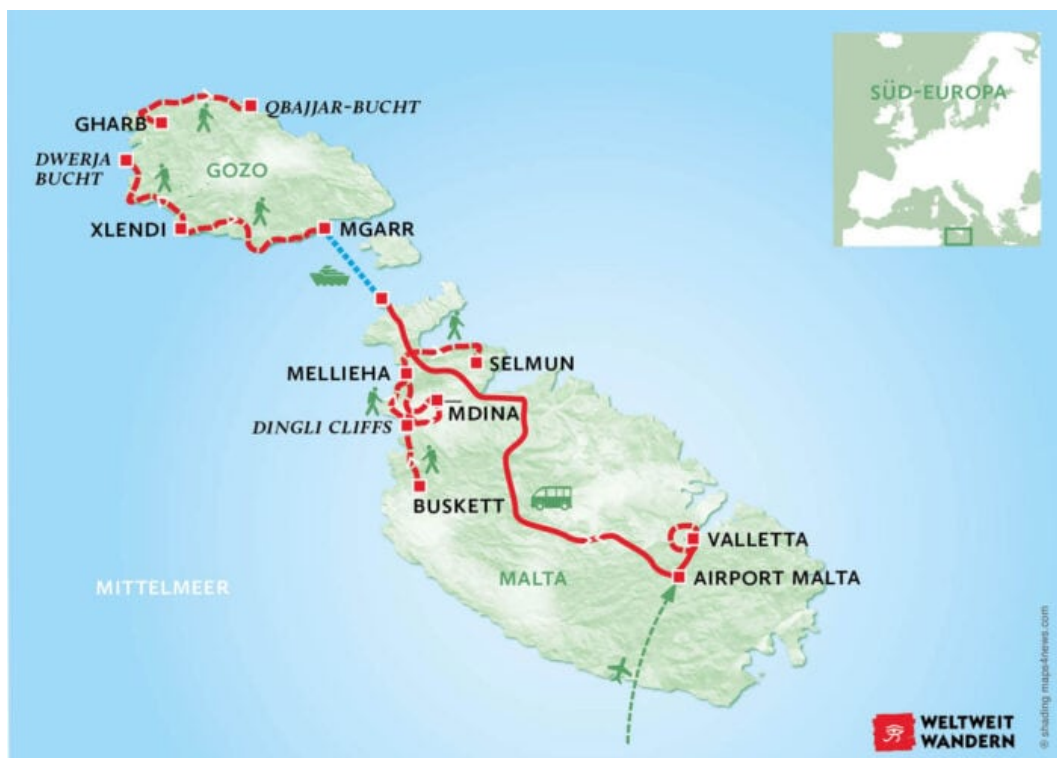 SÜD-EUROPA
QBAJJAR-BUCHT
GHARB
DWERJA
BUCHT
GOZO
XLENDI
MGARR
MELLIEHA
SELMUN
MDINA
DINGLI CLIFFS
BUSKETT
VALLETTA
MALTA
AIRPORT MALTA
MITTELMEER
WELTWEIT
WANDERN
© shading maps4news.com